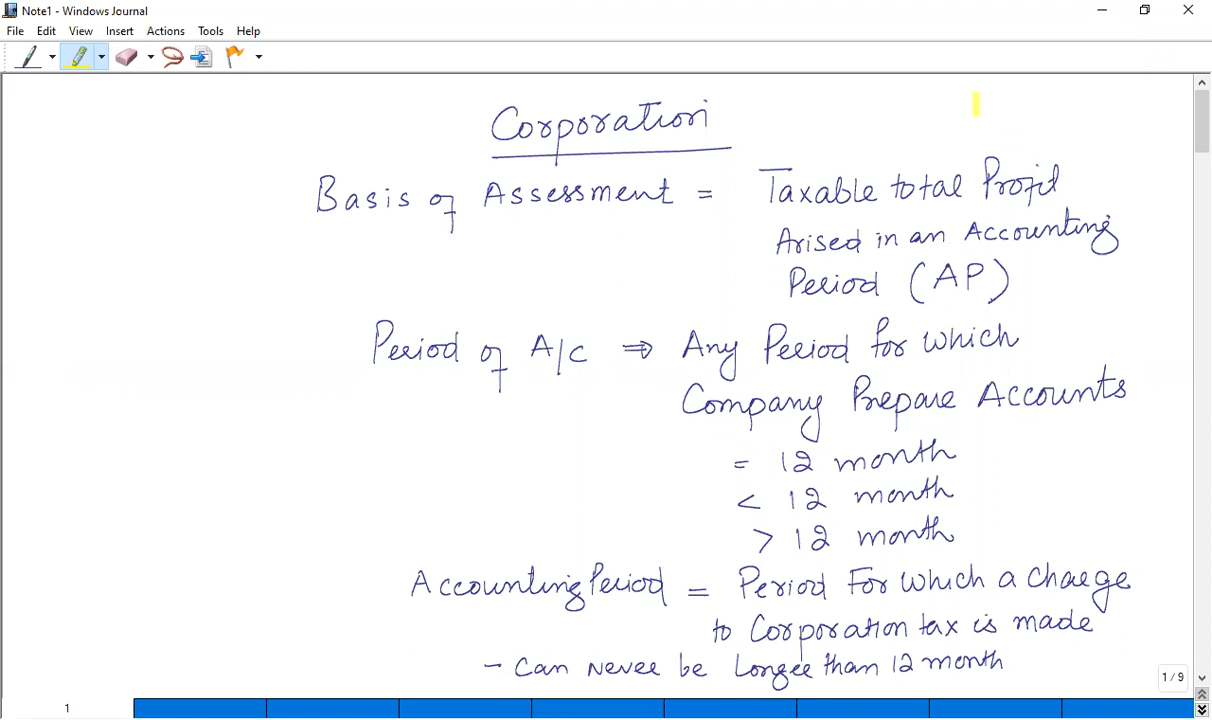 Note1 - Windows Journal
File Edit View Insert Actions Tools Help
Corporation
Basis of Assessment = Taxable total Profit
Arised in an Accounting
Period (AP)
Period of A/C ⇒ Any Period for which
Company Prepare Accounts
= 12 month
< 12 month
> 12 month
Accounting Period = Period For which a charge
to Corporation tax is made
- Can Never be Longer than 12 month
1 / 9
1